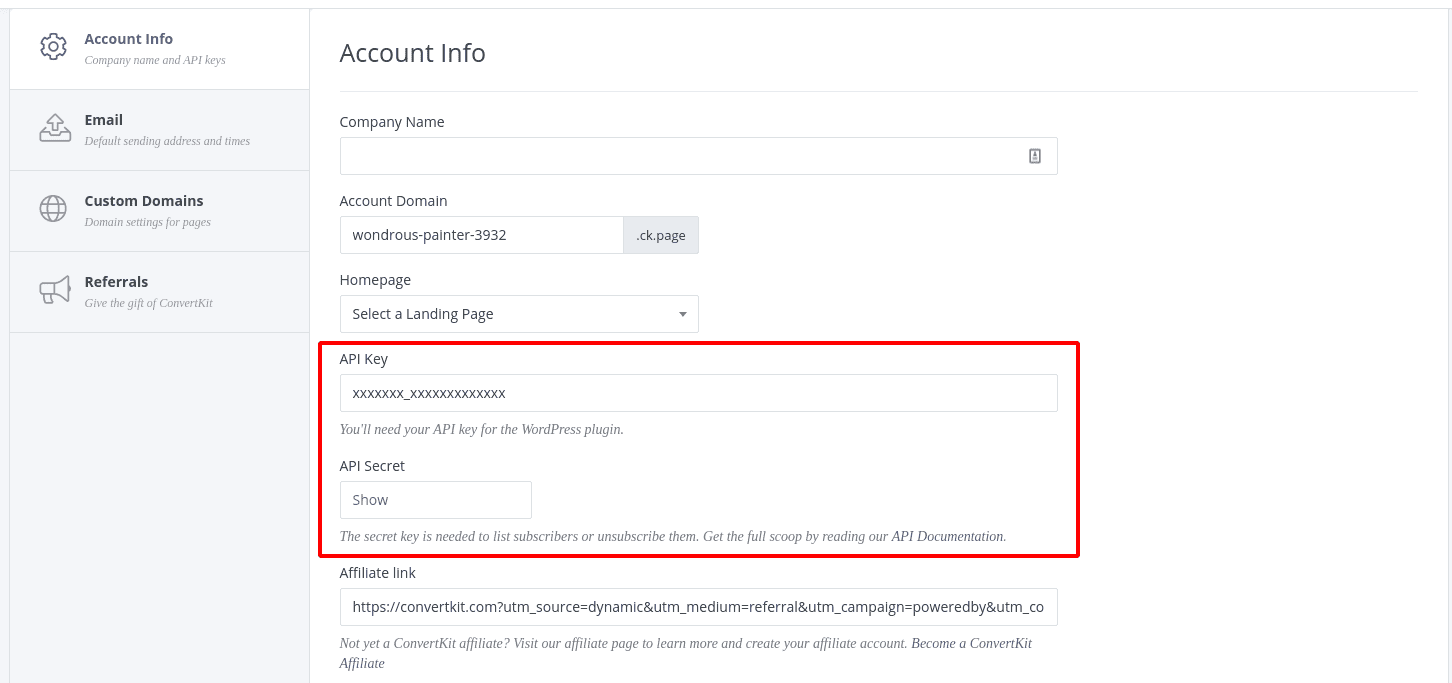 Account Info
Company name and API keys
Email
Default sending address and times
Custom Domains
Domain settings for pages
Referrals
Give the gift of ConvertKit
Account Info
Company Name
Account Domain
wondrous-painter-3932 .ck.page
Homepage
Select a Landing Page
API Key
xxxxxxx_xxxxxxxxxxxxx
You'll need your API key for the WordPress plugin.
API Secret
Show
The secret key is needed to list subscribers or unsubscribe them. Get the full scoop by reading our API Documentation.
Affiliate link
https://convertkit.com?utm_source=dynamic&utm_medium=referral&utm_campaign=poweredby&utm_co
Not yet a ConvertKit affiliate? Visit our affiliate page to learn more and create your affiliate account. Become a ConvertKit
Affiliate